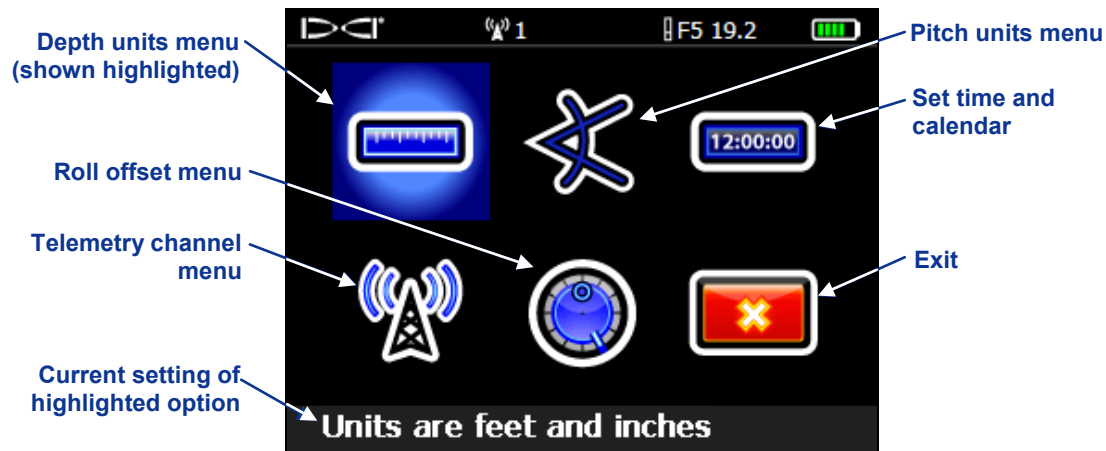 1
F5 19.2
Depth units menu
(shown highlighted)
Pitch units menu
Set time and
calendar
12:00:00
Roll offset menu
Telemetry channel
menu
Exit
Current setting of
highlighted option
Units are feet and inches